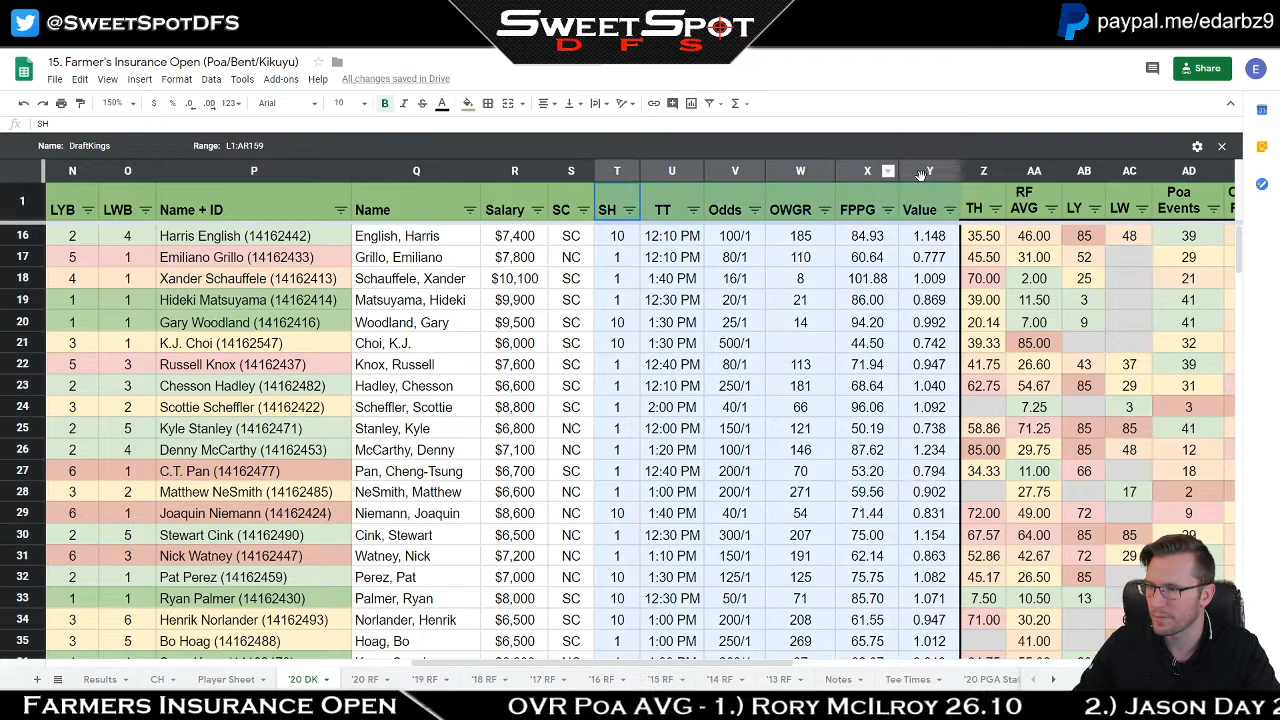 @SweetSpotDFS
SweetSpot
DFS
paypal.me/edarbz9
15. Farmer's Insurance Open (Poa/Bent/Kikuyu)
File Edit View Insert Format Data Tools Add-ons Help All changes saved in Drive
Share
E
150% $ % .0 .00 123 Arial 10 B I S A
fx SH
Name: DraftKings Range: L1:AR159
N O P Q R S T U V W X Y Z AA AB AC AD
1 LYB LWB Name + ID Name Salary SC SH TT Odds OWGR FPPG Value TH RF AVG LY LW Poa Events
16 2 4 Harris English (14162442) English, Harris $7,400 SC 10 12:10 PM 100/1 185 84.93 1.148 35.50 46.00 85 48 39
17 5 1 Emiliano Grillo (14162433) Grillo, Emiliano $7,800 NC 1 12:10 PM 80/1 110 60.64 0.777 45.50 31.00 52 29
18 4 1 Xander Schauffele (14162413) Schauffele, Xander $10,100 SC 1 1:40 PM 16/1 8 101.88 1.009 70.00 2.00 25 21
19 1 1 Hideki Matsuyama (14162414) Matsuyama, Hideki $9,900 SC 1 12:30 PM 20/1 21 86.00 0.869 39.00 11.50 3 41
20 1 1 Gary Woodland (14162416) Woodland, Gary $9,500 SC 10 1:30 PM 25/1 14 94.20 0.992 20.14 7.00 9 41
21 3 1 K.J. Choi (14162547) Choi, K.J. $6,000 SC 10 1:30 PM 500/1 44.50 0.742 39.33 85.00 32
22 5 3 Russell Knox (14162437) Knox, Russell $7,600 SC 1 12:40 PM 80/1 113 71.94 0.947 41.75 26.60 43 37 39
23 2 3 Chesson Hadley (14162482) Hadley, Chesson $6,600 SC 1 12:10 PM 250/1 181 68.64 1.040 62.75 54.67 85 29 31
24 3 2 Scottie Scheffler (14162422) Scheffler, Scottie $8,800 SC 1 2:00 PM 40/1 66 96.06 1.092 7.25 3 3
25 2 5 Kyle Stanley (14162471) Stanley, Kyle $6,800 SC 1 12:00 PM 150/1 81 50.19 0.738 58.86 71.25 85 85 41
26 2 4 Denny McCarthy (14162453) McCarthy, Denny $7,100 NC 1 1:20 PM 100/1 146 87.62 1.234 85.00 29.75 85 48 12
27 6 1 C.T. Pan (14162477) Pan, Cheng-Tsung $6,700 SC 1 12:40 PM 200/1 70 53.20 0.794 34.33 11.00 66 18
28 3 2 Matthew NeSmith (14162485) NeSmith, Matthew $6,600 NC 1 1:00 PM 200/1 271 59.56 0.902 27.75 17 2
29 6 1 Joaquin Niemann (14162424) Niemann, Joaquin $8,600 NC 1 1:40 PM 40/1 54 71.44 0.831 72.00 49.00 72 9
30 2 5 Stewart Cink (14162490) Cink, Stewart $6,500 NC 1 12:30 PM 300/1 207 75.00 1.154 67.57 64.00 85 85
31 6 3 Nick Watney (14162447) Watney, Nick $7,200 NC 1 1:10 PM 150/1 191 62.14 0.863 52.86 42.67 72 29
32 2 1 Pat Perez (14162459) Perez, Pat $7,000 NC 10 1:30 PM 125/1 125 75.75 1.082 45.17 26.50 85
33 1 1 Ryan Palmer (14162430) Palmer, Ryan $8,000 NC 10 12:30 PM 50/1 71 85.70 1.071 7.50 10.50 13
34 3 6 Henrik Norlander (14162493) Norlander, Henrik $6,500 SC 10 1:00 PM 200/1 208 61.55 0.947 71.00 30.20
35 3 5 Bo Hoag (14162488) Hoag, Bo $6,500 SC 1 1:00 PM 250/1 269 65.75 1.012 41.00
Results CH Player Sheet '20 DK '20 RF '19 RF '18 RF '17 RF '16 RF '15 RF '14 RF '13 RF Notes Tee Times '20 PGA Sta
Farmers Insurance Open OVR Poa AVG - 1.) Rory McIlroy 26.10 2.) Jason Day 2